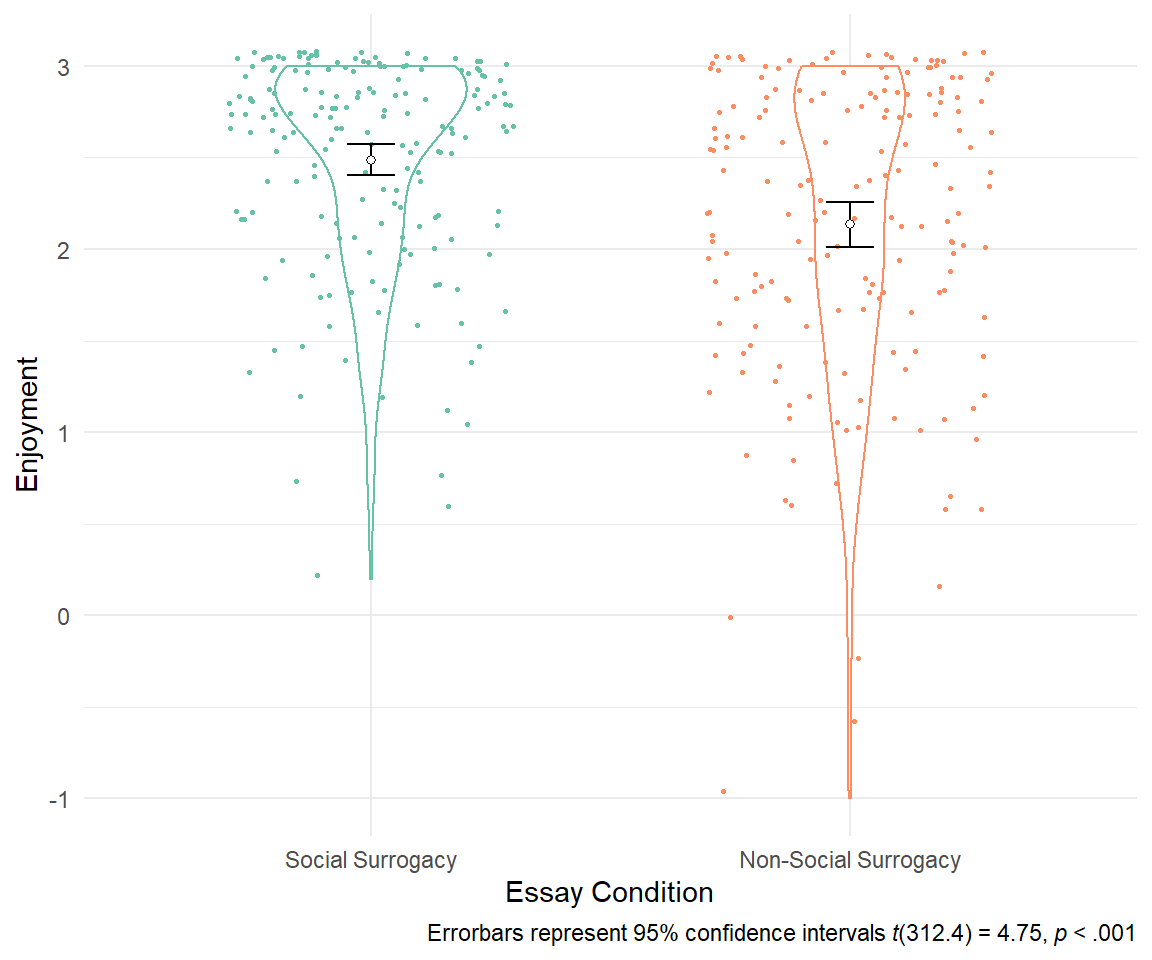 3
2
1
0
-1
Enjoyment
Social Surrogacy
Non-Social Surrogacy
Essay Condition
Errorbars represent 95% confidence intervals t(312.4) = 4.75, p < .001